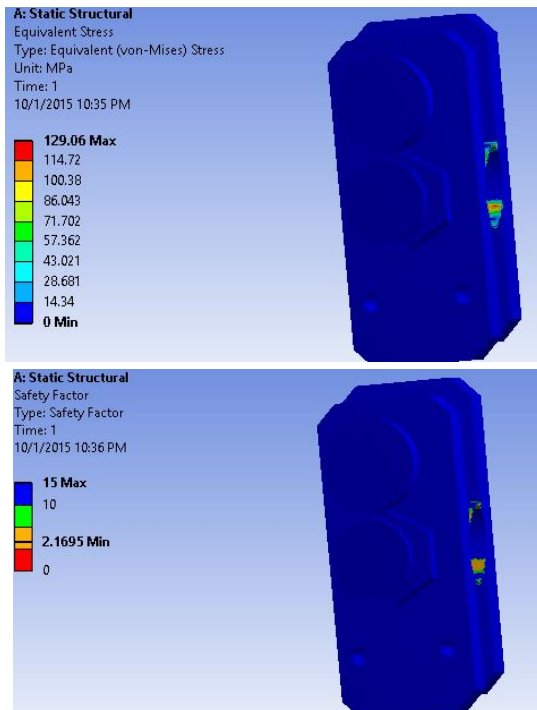 A: Static Structural
Equivalent Stress
Type: Equivalent (von-Mises) Stress
Unit: MPa
Time: 1
10/1/2015 10:35 PM
129.06 Max
114.72
100.38
86.043
71.702
57.362
43.021
28.681
14.34
0 Min
A: Static Structural
Safety Factor
Type: Safety Factor
Time: 1
10/1/2015 10:36 PM
15 Max
10
2.1695 Min
0